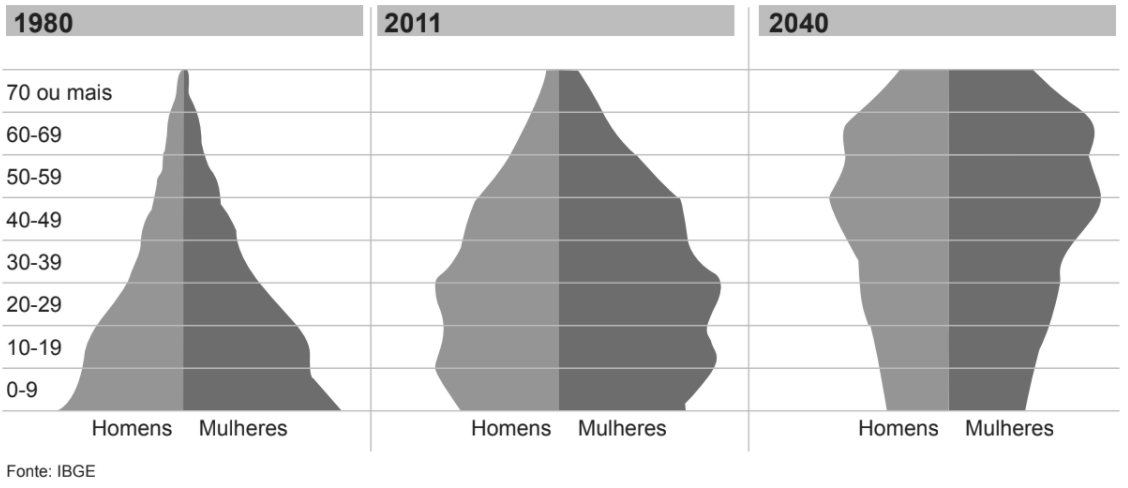 1980 2011 2040
70 ou mais
60-69
50-59
40-49
30-39
20-29
10-19
0-9
Homens Mulheres Homens Mulheres Homens Mulheres
Fonte: IBGE